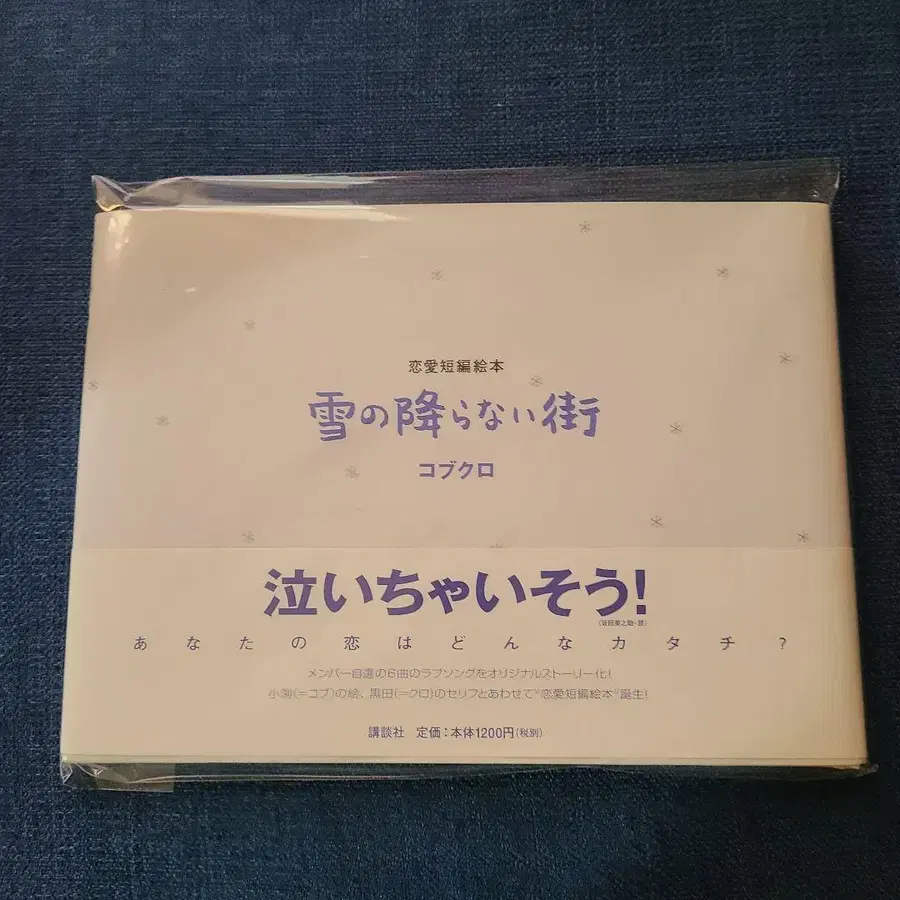 恋愛短編絵本
雪の降らない街
コブクロ
泣いちゃいそう!
あなたの恋はどんなカタチ?
メンバー自選の6曲のラブソングをオリジナルストーリー化!
小渕(=コブ)の絵、黒田(=クロ)のセリフとあわせて“恋愛短編絵本”誕生!
講談社 定価:本体1200円(税別)